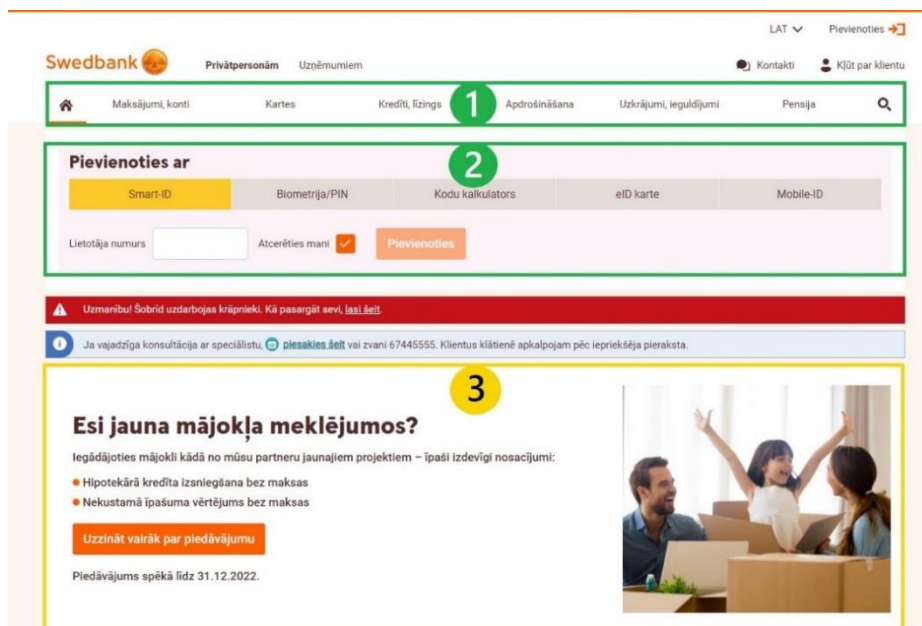 LAT Pievienoties
Swedbank Privātpersonām Uzņēmumiem Kontakti Kļūt par klientu
Maksājumi, konti Kartes Kredīti, līzings 1 Apdrošināšana Uzkrājumi, ieguldījumi Pensija
Pievienoties ar 2
Smart-ID Biometrija/PIN Kodu kalkulators eID karte Mobile-ID
Lietotāja numurs Atcerēties mani Pievienoties
Uzmanību! Šobrīd uzdarbojas krāpnieki. Kā pasargāt sevi, lasi šeit.
Ja vajadzīga konsultācija ar speciālistu, piesakies šeit vai zvani 67445555. Klientus klātienē apkalpojam pēc iepriekšēja pieraksta.
3
Esi jauna mājokļa meklējumos?
Iegādājoties mājokli kādā no mūsu partneru jaunajiem projektiem – īpaši izdevīgi nosacījumi:
Hipotekārā kredīta izsniegšana bez maksas
Nekustamā īpašuma vērtējums bez maksas
Uzzināt vairāk par piedāvājumu
Piedāvājums spēkā līdz 31.12.2022.